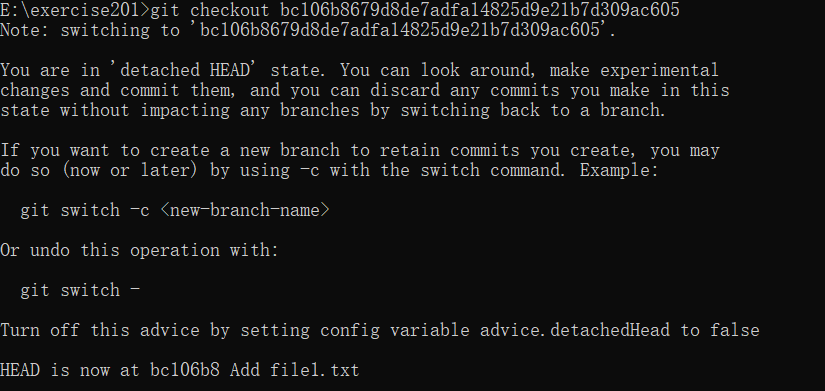 E:\exercise201>git checkout bc106b8679d8de7adfa14825d9e21b7d309ac605
Note: switching to 'bc106b8679d8de7adfa14825d9e21b7d309ac605'.
You are in 'detached HEAD' state. You can look around, make experimental
changes and commit them, and you can discard any commits you make in this
state without impacting any branches by switching back to a branch.
If you want to create a new branch to retain commits you create, you may
do so (now or later) by using -c with the switch command. Example:
git switch -c <new-branch-name>
Or undo this operation with:
git switch -
Turn off this advice by setting config variable advice.detachedHead to false
HEAD is now at bc106b8 Add file1.txt